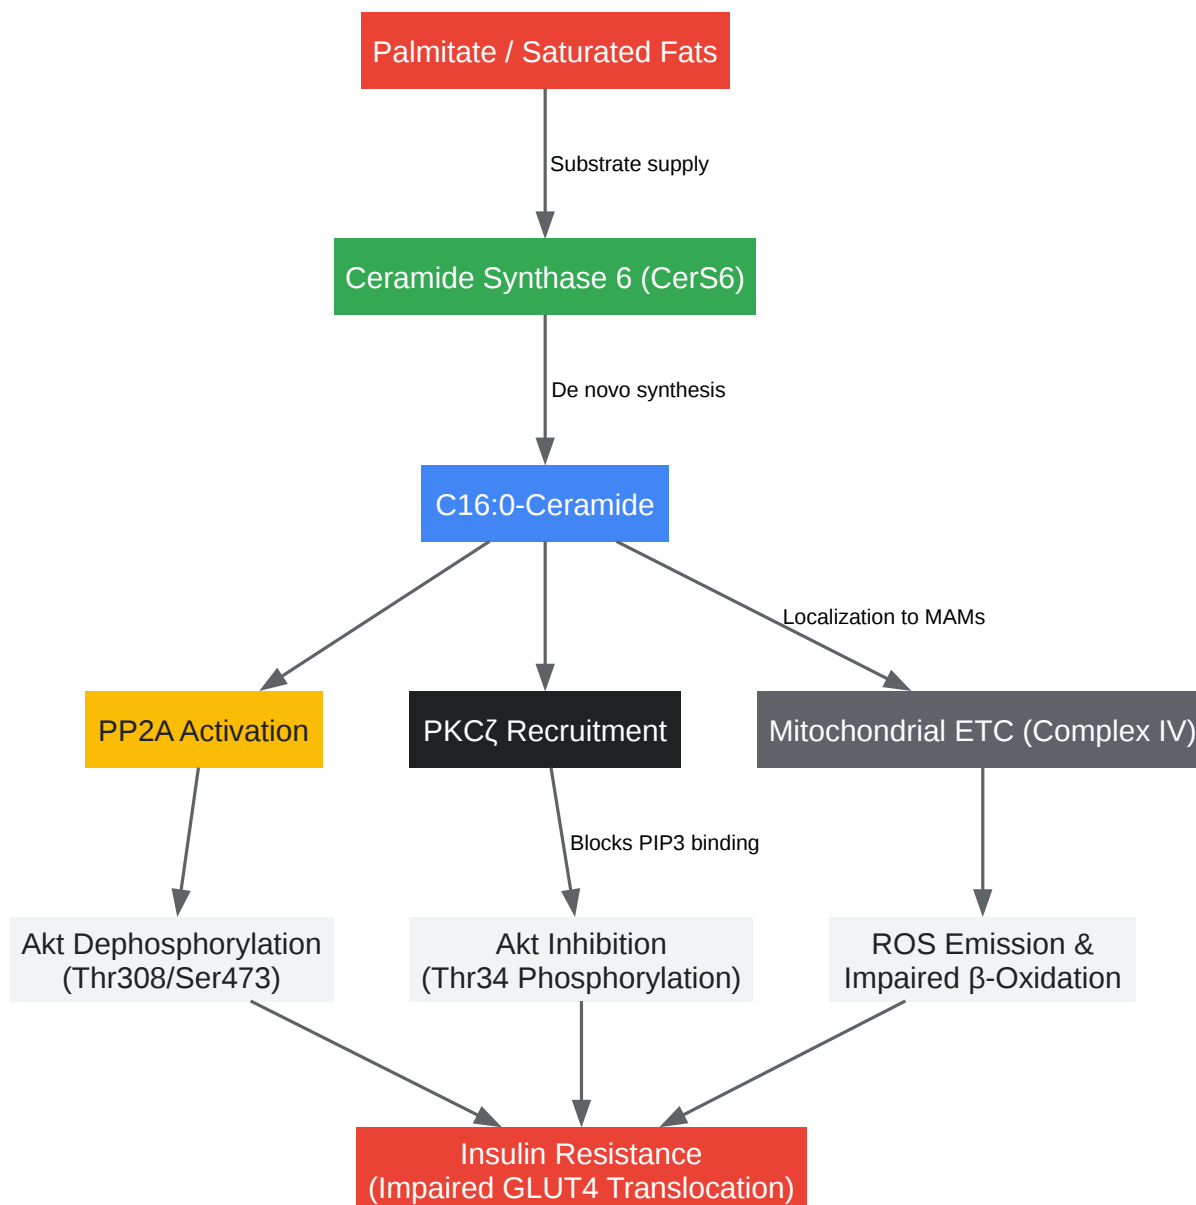 Palmitate / Saturated Fats
Substrate supply
Ceramide Synthase 6 (CerS6)
De novo synthesis
C16:0-Ceramide
Localization to MAMs
PP2A Activation
PKCζ Recruitment
Mitochondrial ETC (Complex IV)
Blocks PIP3 binding
Akt Dephosphorylation
(Thr308/Ser473)
Akt Inhibition
(Thr34 Phosphorylation)
ROS Emission &
Impaired β-Oxidation
Insulin Resistance
(Impaired GLUT4 Translocation)